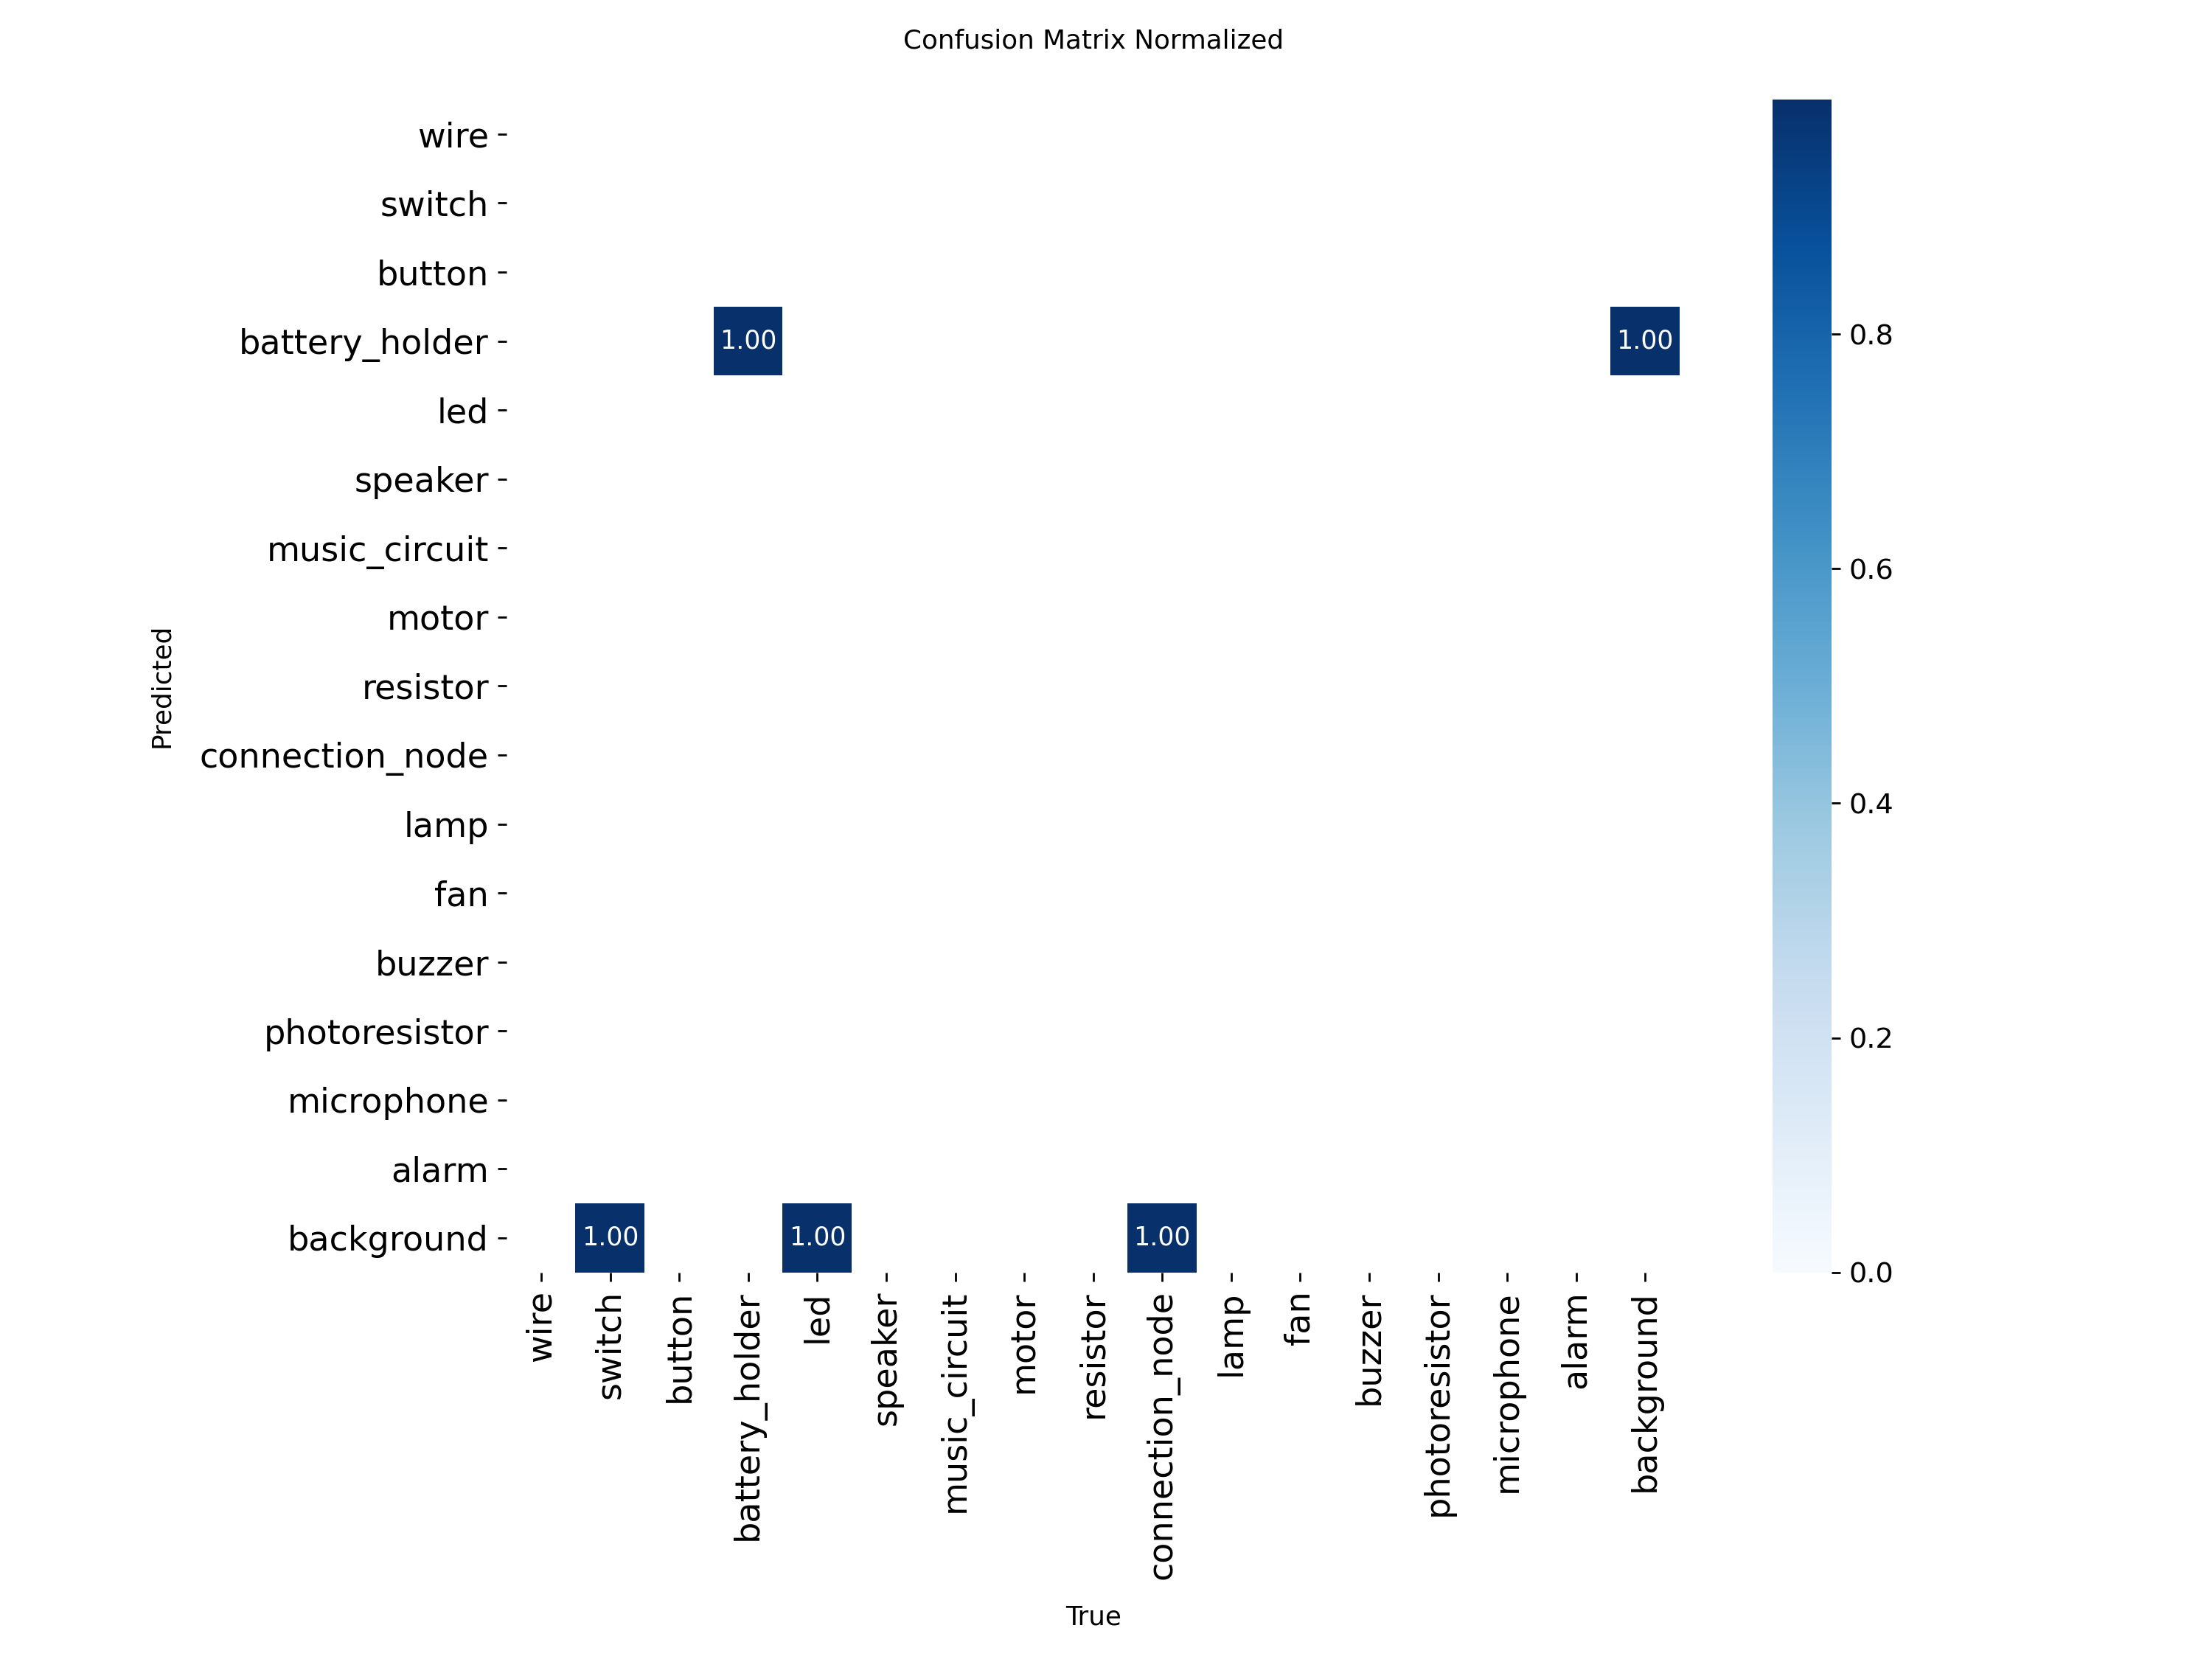 Confusion Matrix Normalized
wire
switch
button
battery_holder 1.00 1.00
led
speaker
music_circuit
motor
resistor
connection_node
lamp
fan
buzzer
photoresistor
microphone
alarm
background 1.00 1.00 1.00
Predicted
wire switch button battery_holder led speaker music_circuit motor resistor connection_node lamp fan buzzer photoresistor microphone alarm background
True
0.8
0.6
0.4
0.2
0.0